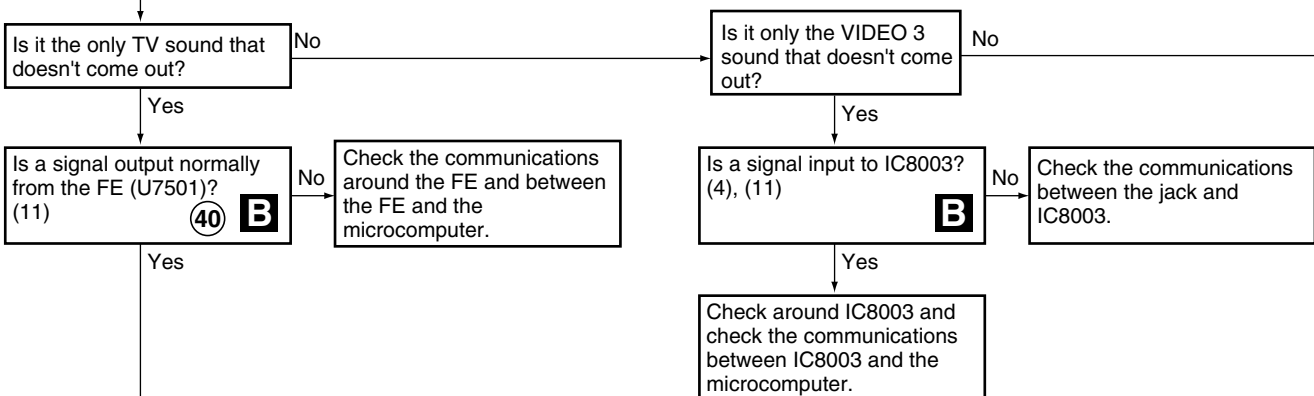 Is it the only TV sound that
doesn't come out?
No
Is it only the VIDEO 3
sound that doesn't come
out?
No
Yes
Yes
Is a signal output normally
from the FE (U7501)?
(11)
40
B
No
Check the communications
around the FE and between
the FE and the
microcomputer.
Is a signal input to IC8003?
(4), (11)
B
No
Check the communications
between the jack and
IC8003.
Yes
Yes
Check around IC8003 and
check the communications
between IC8003 and the
microcomputer.